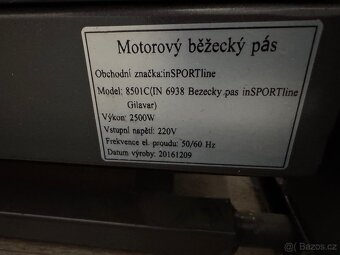 Motorový běžecký pás
Obchodní značka:inSPORTline
Model: 8501C(IN 6938 Bezecky.pas inSPORTline
Gilavar)
Výkon: 2500W
Vstupní napětí: 220V
Frekvence el. proudu: 50/60 Hz
Datum výroby: 20161209
sbazoš.cz